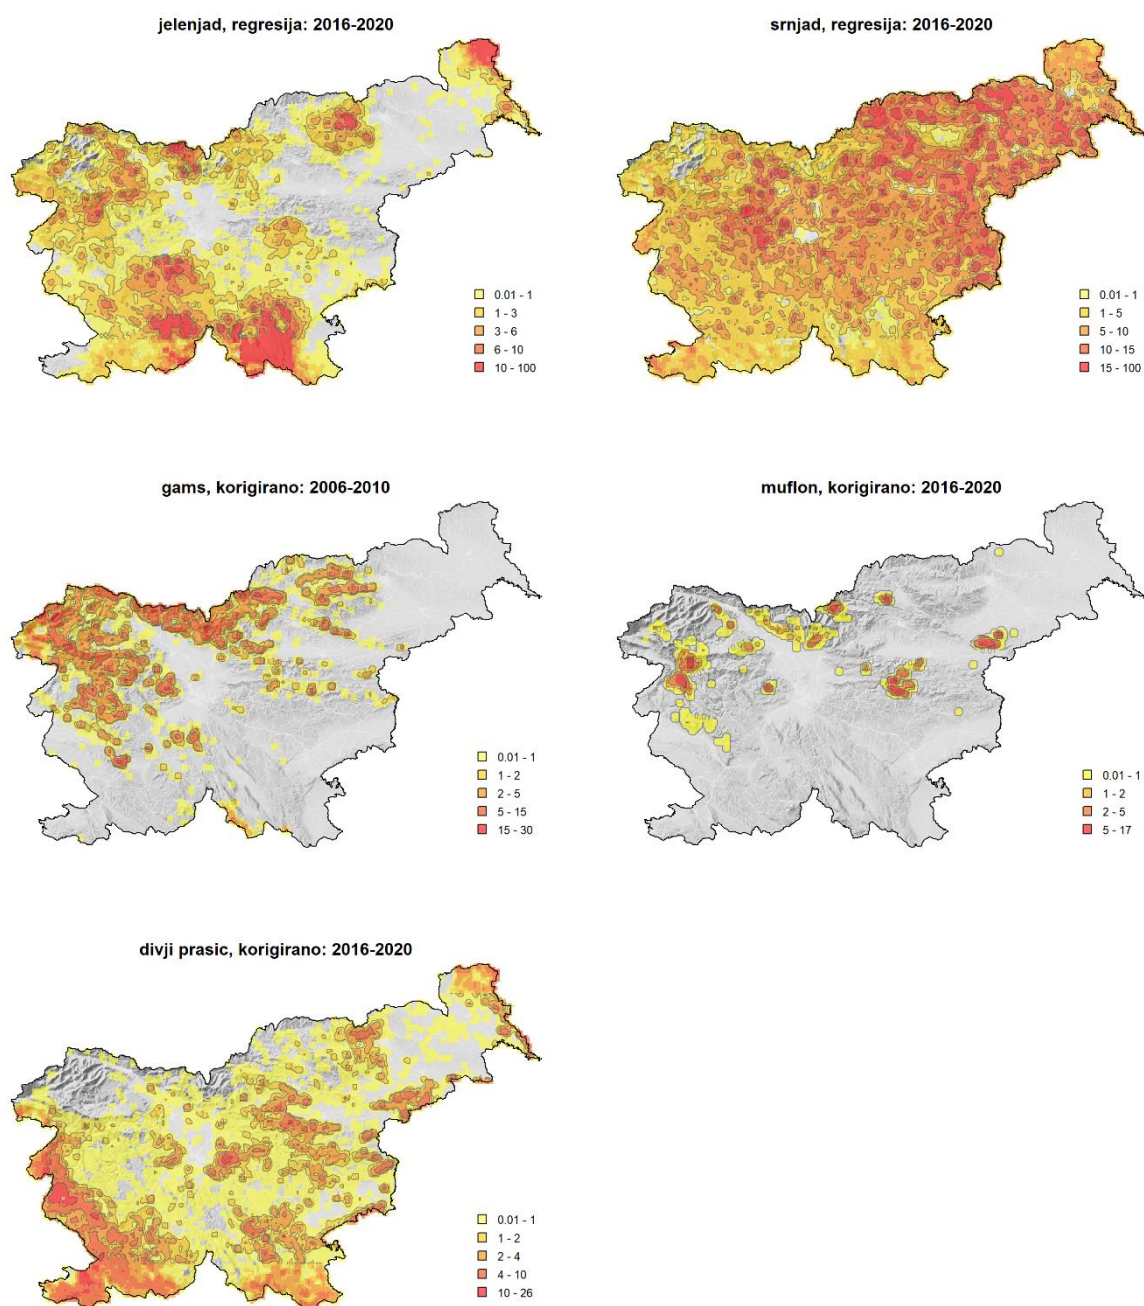 jelenjad, regresija: 2016-2020
srnjad, regresija: 2016-2020
0.01 - 1
1 - 3
3 - 6
6 - 10
10 - 100
0.01 - 1
1 - 5
5 - 10
10 - 15
15 - 100
gams, korigirano: 2006-2010
muflon, korigirano: 2016-2020
0.01 - 1
1 - 2
2 - 5
5 - 15
15 - 30
0.01 - 1
1 - 2
2 - 5
5 - 17
divji prasic, korigirano: 2016-2020
0.01 - 1
1 - 2
2 - 4
4 - 10
10 - 26